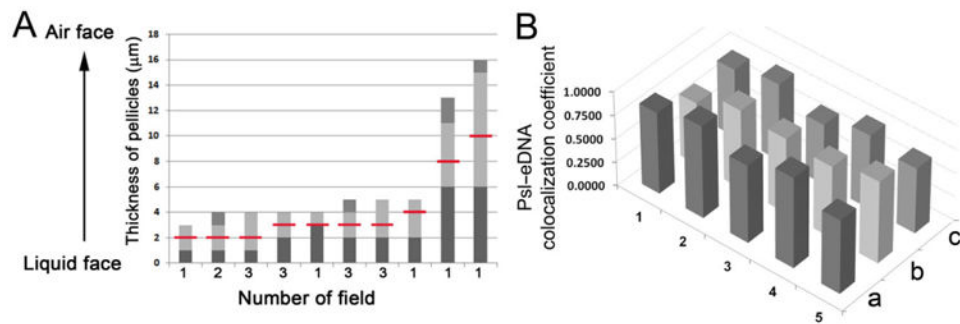 A
Air face
Liquid face
Thickness of pellicles (μm)
18
16
14
12
10
8
6
4
2
0
1 2 3 3 1 3 3 1 1 1
Number of field
B
Psl-eDNA
colocalization coefficient
1.0000
0.7500
0.5000
0.2500
0.0000
1
2
3
4
5
a
b
c